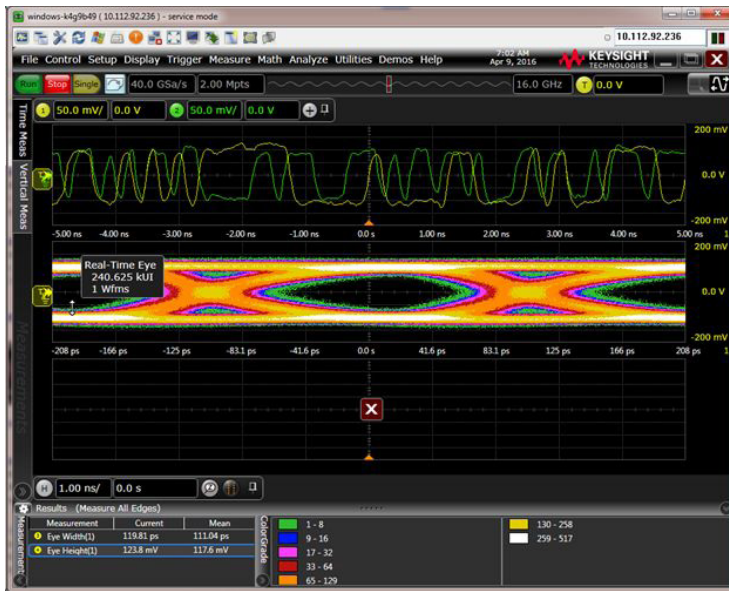 windows-k4g9b49 ( 10.112.92.236 ) - service mode
10.112.92.236
File Control Setup Display Trigger Measure Math Analyze Utilities Demos Help
7:02 AM
Apr 9, 2016
KEYSIGHT
TECHNOLOGIES
Run Stop Single 40.0 GSa/s 2.00 Mpts 16.0 GHz T 0.0 V
1 50.0 mV/ 0.0 V 2 50.0 mV/ 0.0 V
Time Meas
Vertical Meas
Measurements
200 mV
0.0 V
-200 mV
-5.00 ns -4.00 ns -3.00 ns -2.00 ns -1.00 ns 0.0 s 1.00 ns 2.00 ns 3.00 ns 4.00 ns 5.00 ns 1
200 mV
Real-Time Eye
240.625 kUI
1 Wfms
0.0 V
-200 mV
-208 ps -166 ps -125 ps -83.1 ps -41.6 ps 0.0 s 41.6 ps 83.1 ps 125 ps 166 ps 208 ps 1
X
H 1.00 ns/ 0.0 s
Results (Measure All Edges)
Measurement Current Mean
Eye Width(1) 119.81 ps 111.04 ps
Eye Height(1) 123.8 mV 117.6 mV
Measurement
ColorGrade
1 - 8
9 - 16
17 - 32
33 - 64
65 - 129
130 - 258
259 - 517